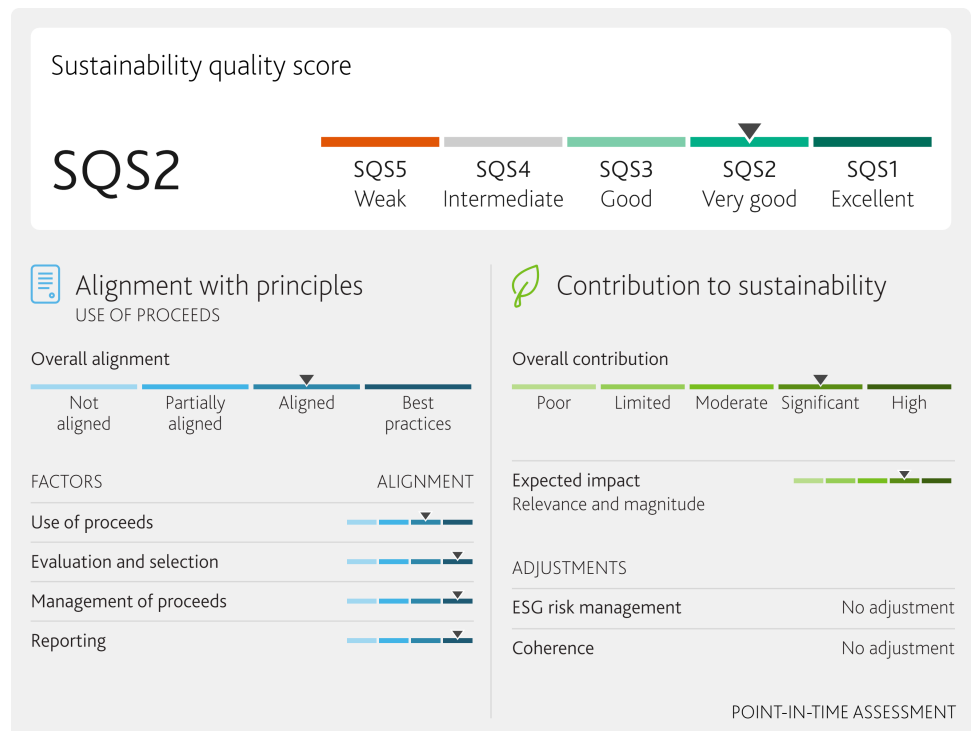 Sustainability quality score
SQS2
SQS5
Weak
SQS4
Intermediate
SQS3
Good
SQS2
Very good
SQS1
Excellent
Alignment with principles
USE OF PROCEEDS
Overall alignment
Not
aligned
Partially
aligned
Aligned
Best
practices
FACTORS ALIGNMENT
Use of proceeds
Evaluation and selection
Management of proceeds
Reporting
Contribution to sustainability
Overall contribution
Poor
Limited
Moderate
Significant
High
Expected impact
Relevance and magnitude
ADJUSTMENTS
ESG risk management No adjustment
Coherence No adjustment
POINT-IN-TIME ASSESSMENT